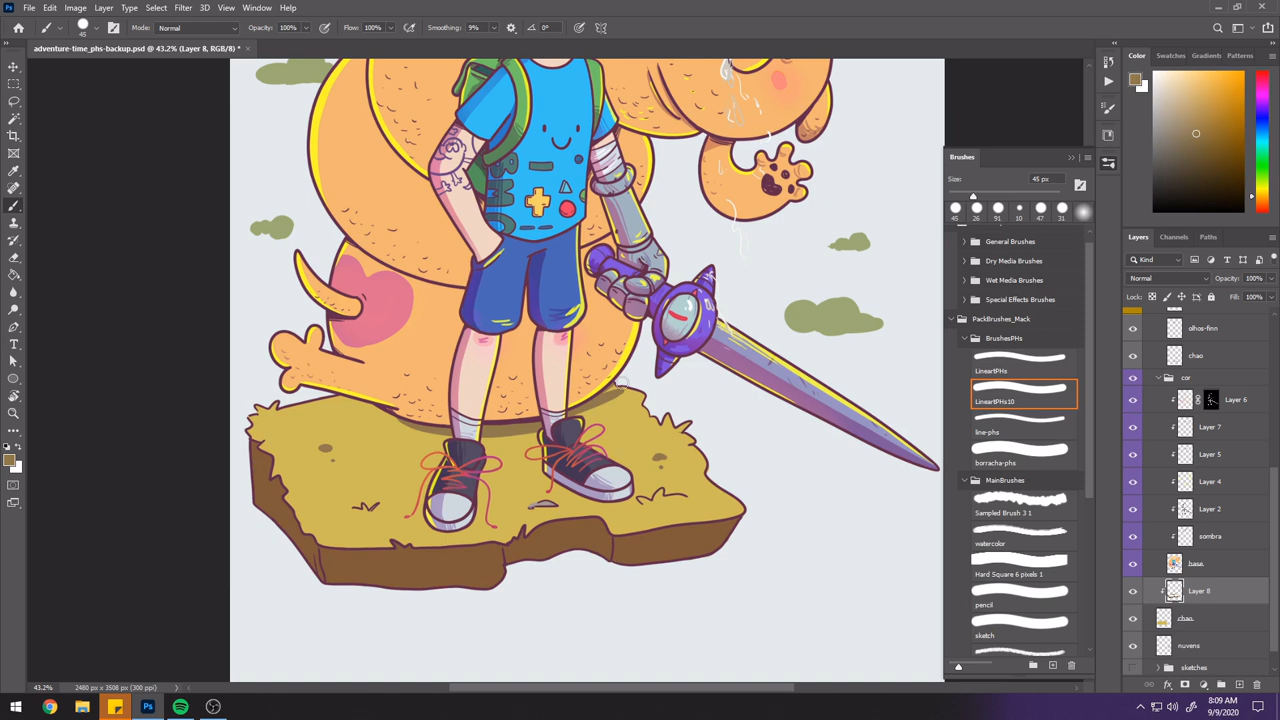 File Edit Image Layer Type Select Filter 3D View Window Help
45 Mode: Normal Opacity: 100% Flow: 100% Smoothing: 9% 0°
adventure-time_phs-backup.psd @ 43.2% (Layer 8, RGB/8) *
Color Swatches Gradients Patterns
Brushes
Size: 45 px
45 26 91 10 47 31
General Brushes
Dry Media Brushes
Wet Media Brushes
Special Effects Brushes
PackBrushes_Mack
BrushesPHs
LineartPHs
LineartPHs10
line-phs
borracha-phs
MainBrushes
Sampled Brush 3 1
watercolor
Hard Square 6 pixels 1
pencil
sketch
Layers Channels Paths
Kind
Normal Opacity: 100%
Lock: Fill: 100%
olhos-finn
chao
cor
Layer 6
Layer 7
Layer 5
Layer 4
Layer 2
sombra
base
Layer 8
chao
nuvens
sketches
43.2% 2480 px x 3508 px (300 ppi)
8:09 AM
9/9/2020